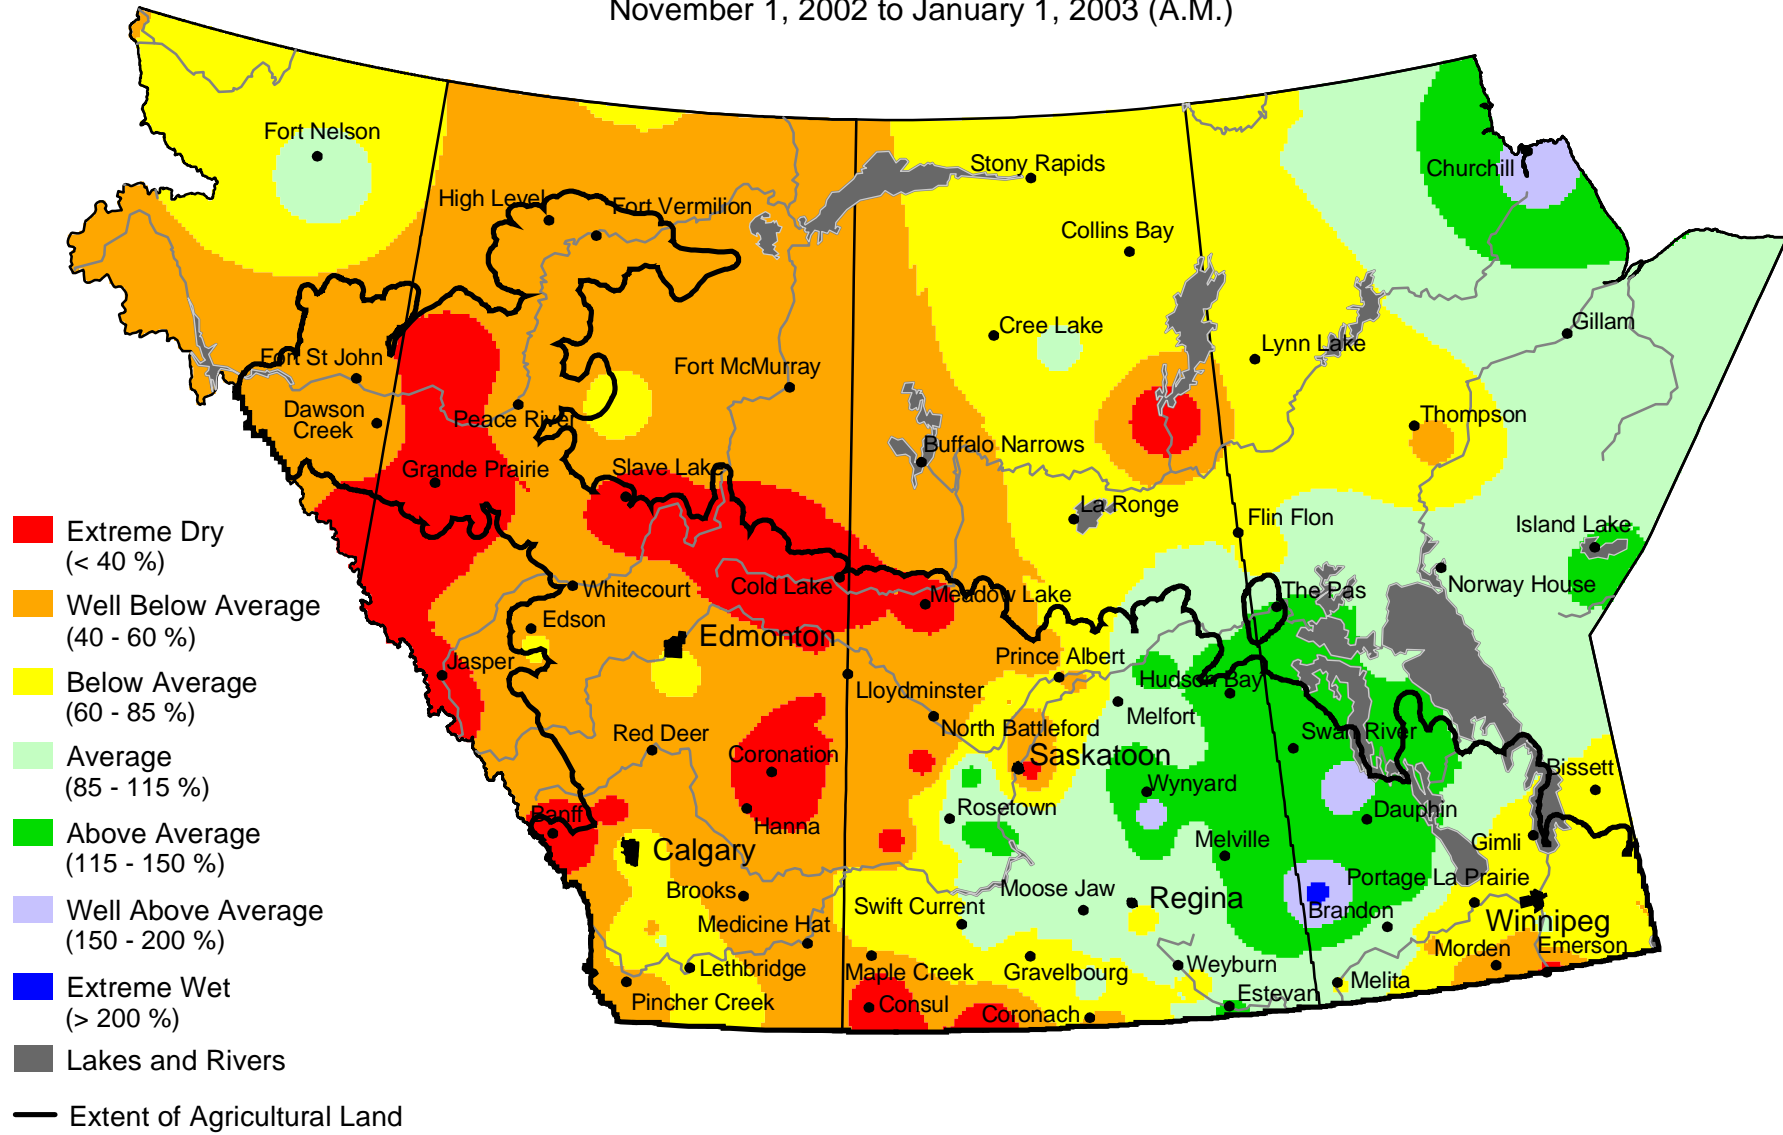 November 1, 2002 to January 1, 2003 (A.M.)
Fort Nelson
Stony Rapids
Churchill
High Level
Fort Vermilion
Collins Bay
Gillam
Cree Lake
Lynn Lake
Fort St John
Fort McMurray
Dawson
Creek
Peace River
Thompson
Buffalo Narrows
Grande Prairie
Slave Lake
La Ronge
Flin Flon
Island Lake
Whitecourt
Cold Lake
Meadow Lake
The Pas
Norway House
Edson
Edmonton
Jasper
Prince Albert
Hudson Bay
Lloydminster
Melfort
North Battleford
Red Deer
Coronation
Saskatoon
Swan River
Wynyard
Bissett
Banff
Hanna
Rosetown
Dauphin
Calgary
Melville
Gimli
Brooks
Moose Jaw
Regina
Portage La Prairie
Swift Current
Brandon
Winnipeg
Medicine Hat
Morden
Emerson
Lethbridge
Maple Creek
Gravelbourg
Weyburn
Melita
Pincher Creek
Consul
Coronach
Estevan
Extreme Dry
(< 40 %)
Well Below Average
(40 - 60 %)
Below Average
(60 - 85 %)
Average
(85 - 115 %)
Above Average
(115 - 150 %)
Well Above Average
(150 - 200 %)
Extreme Wet
(> 200 %)
Lakes and Rivers
Extent of Agricultural Land